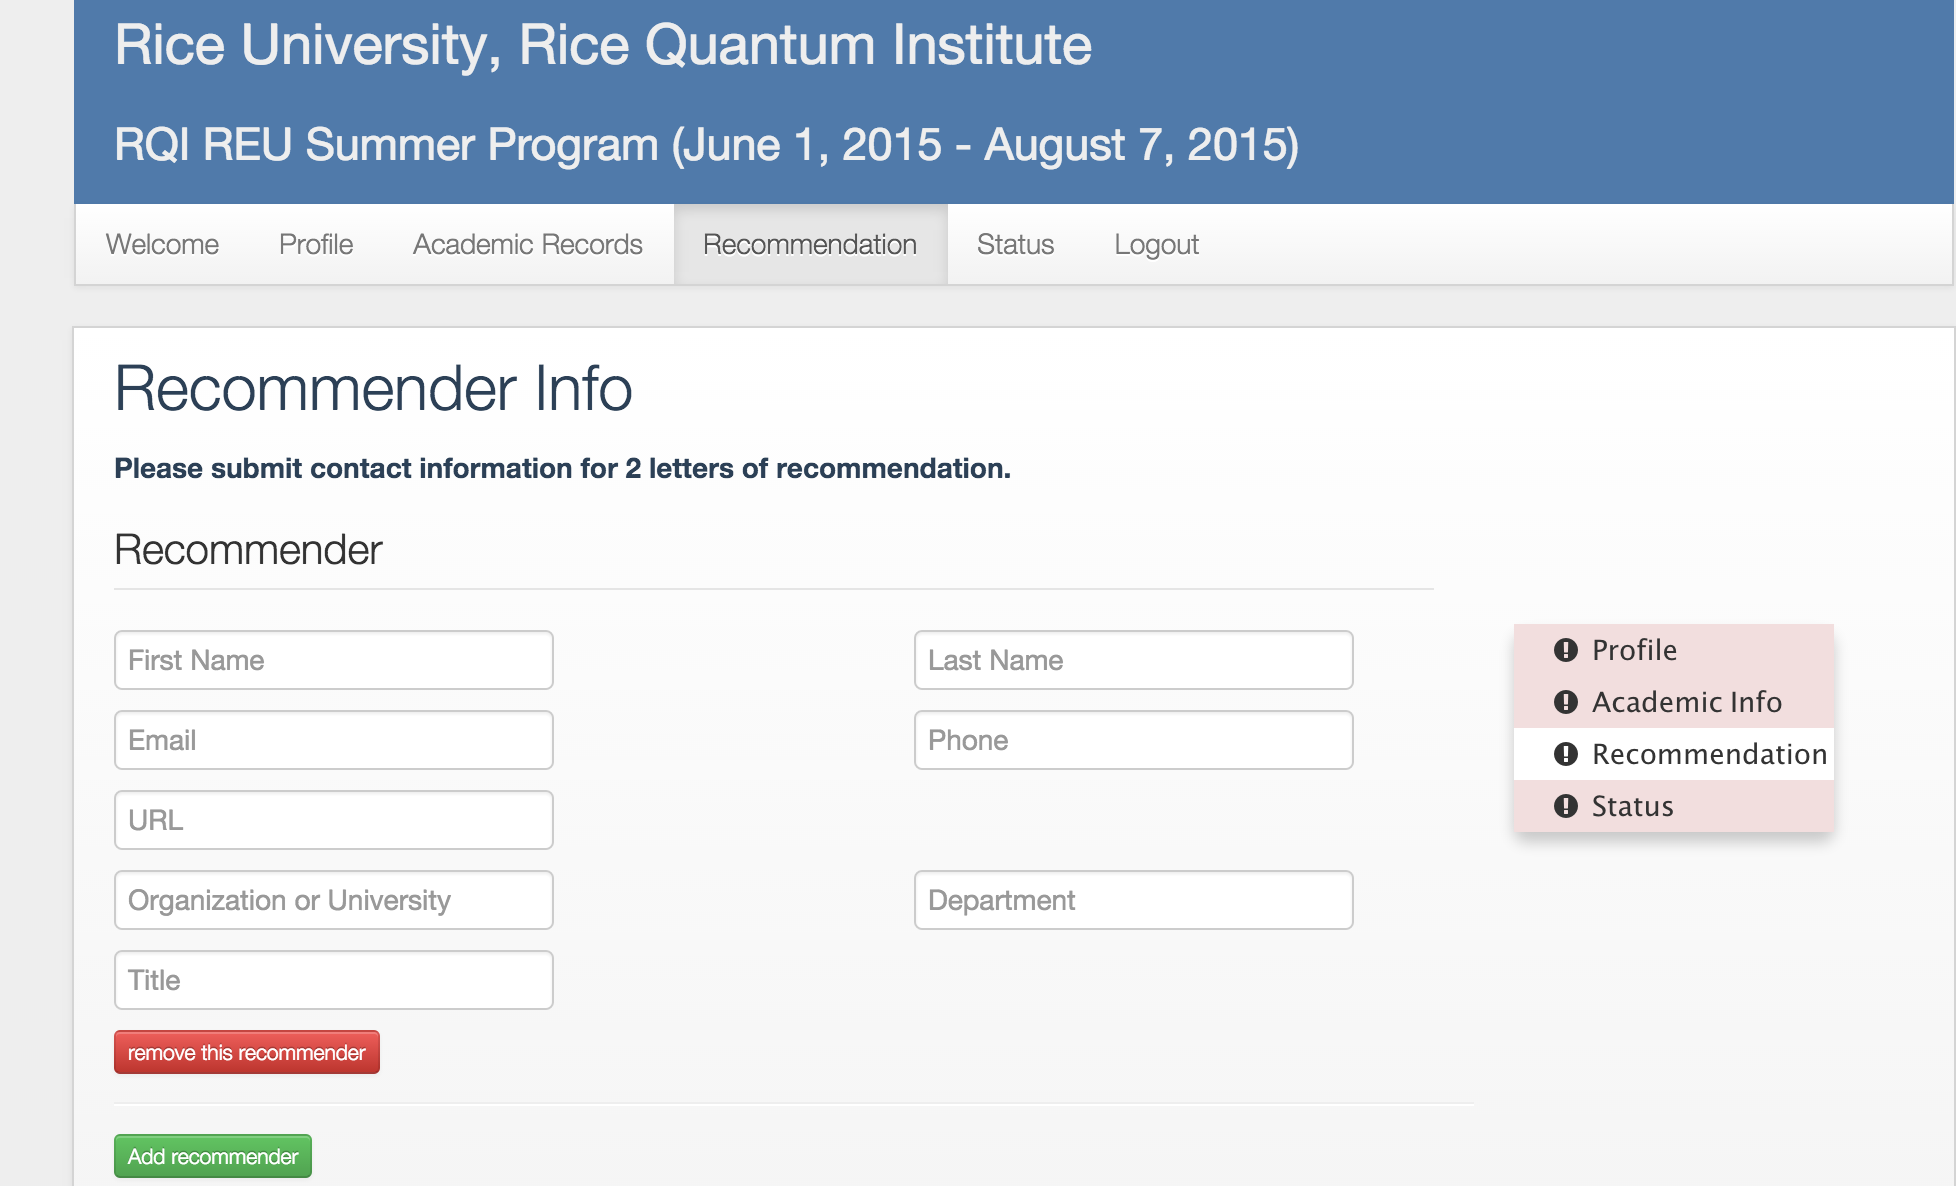 Rice University, Rice Quantum Institute
RQI REU Summer Program (June 1, 2015 - August 7, 2015)
Welcome Profile Academic Records Recommendation Status Logout
Recommender Info
Please submit contact information for 2 letters of recommendation.
Recommender
First Name Last Name
Email Phone
URL
Organization or University Department
Title
remove this recommender
Add recommender
Profile
Academic Info
Recommendation
Status